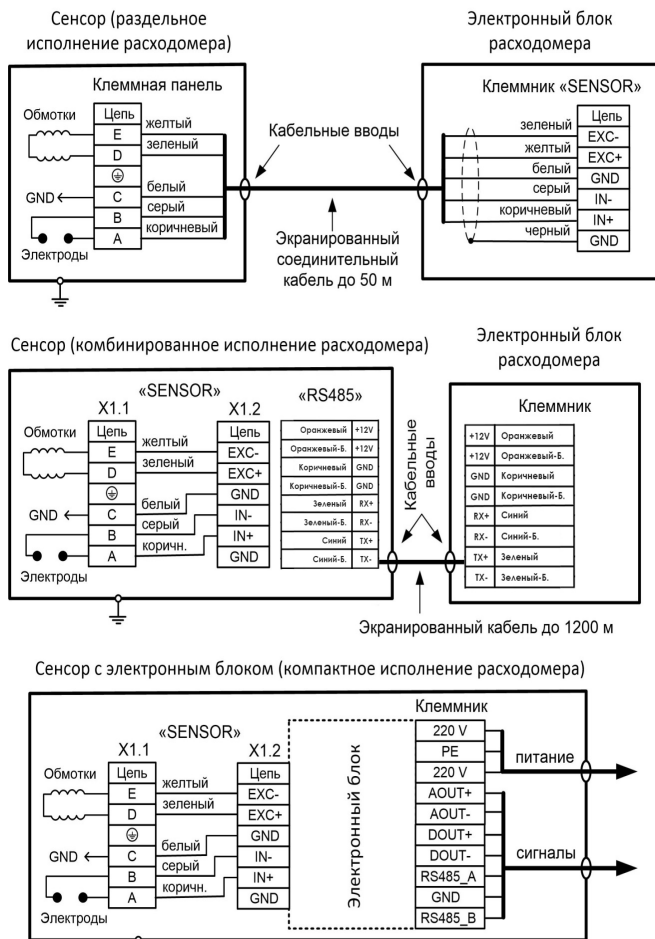 Сенсор (раздельное
исполнение расходомера)
Электронный блок
расходомера
Клеммная панель
Обмотки
Цепь
E
D
C
B
A
GND
Электроды
желтый
зеленый
белый
серый
коричневый
Кабельные вводы
Экранированный
соединительный
кабель до 50 м
Клеммник «SENSOR»
Цепь
зеленый EXC-
желтый EXC+
белый GND
серый IN-
коричневый IN+
черный GND
Сенсор (комбинированное исполнение расходомера)
Электронный блок
расходомера
«SENSOR»
X1.1
X1.2
Обмотки
Цепь
E
D
C
B
A
GND
Электроды
желтый
зеленый
белый
серый
коричн.
Цепь
EXC-
EXC+
GND
IN-
IN+
GND
«RS485»
Оранжевый +12V
Оранжевый-Б. +12V
Коричневый GND
Коричневый-Б. GND
Зеленый RX+
Зеленый-Б. RX-
Синий TX+
Синий-Б. TX-
Кабельные
вводы
Клеммник
+12V Оранжевый
+12V Оранжевый-Б.
GND Коричневый
GND Коричневый-Б.
RX+ Синий
RX- Синий-Б.
TX+ Зеленый
TX- Зеленый-Б.
Экранированный кабель до 1200 м
Сенсор с электронным блоком (компактное исполнение расходомера)
«SENSOR»
X1.1
X1.2
Обмотки
Цепь
E
D
C
B
A
GND
Электроды
желтый
зеленый
белый
серый
коричн.
Цепь
EXC-
EXC+
GND
IN-
IN+
GND
Электронный блок
Клеммник
220 V
PE
220 V
AOUT+
AOUT-
DOUT+
DOUT-
RS485_A
GND
RS485_B
питание
сигналы